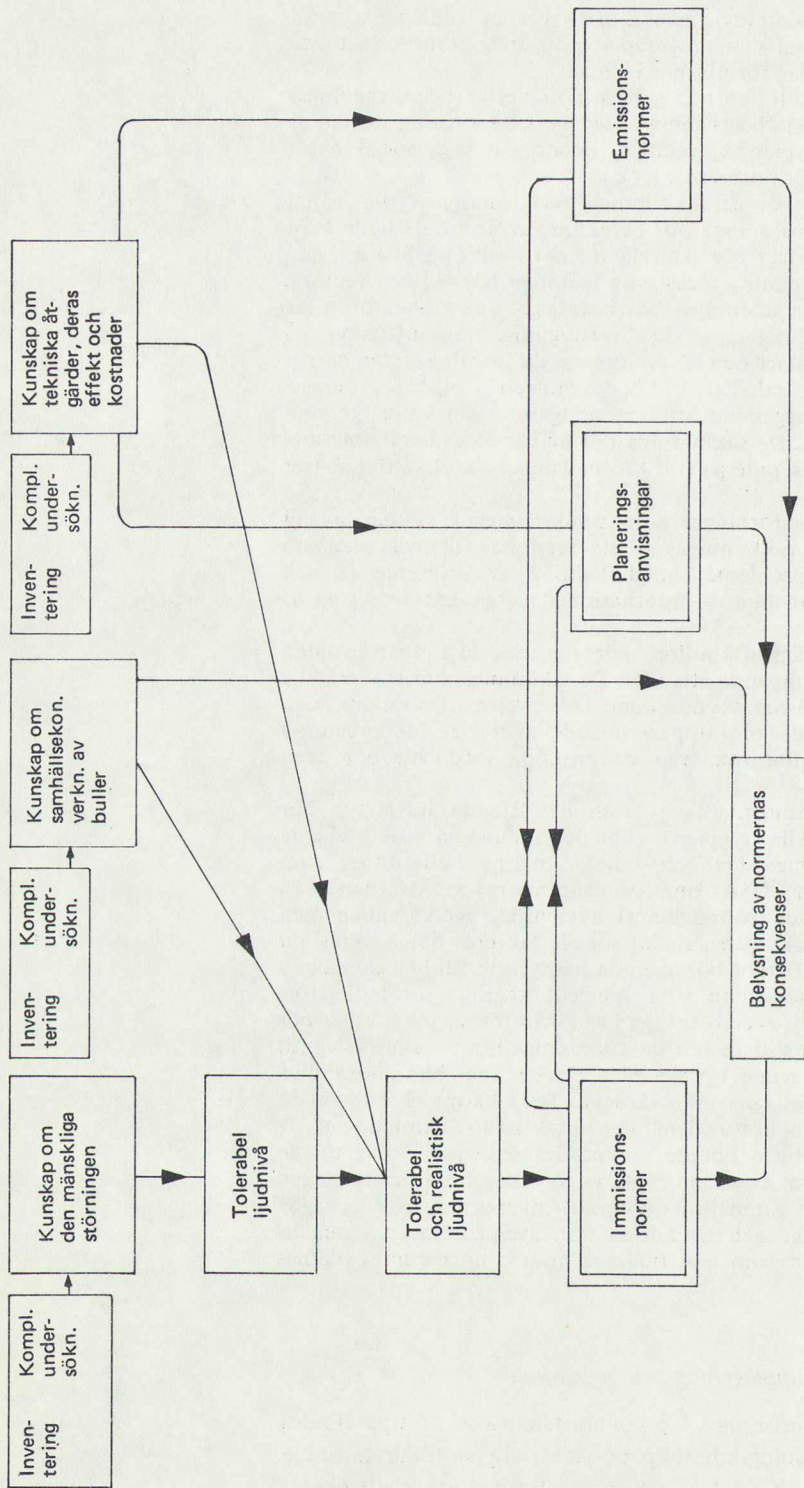 Inven-
tering
Kompl.
under-
sökn.
Kunskap om
den mänskliga
störningen
Inven-
tering
Kompl.
under-
sökn.
Kunskap om
samhällsekon.
verkn. av
buller
Inven-
tering
Kompl.
under-
sökn.
Kunskap om
tekniska åt-
gärder, deras
effekt och
kostnader
Tolerabel
ljudnivå
Tolerabel
och realistisk
ljudnivå
Immissions-
normer
Planerings-
anvisningar
Emissions-
normer
Belysning av normernas
konsekvenser